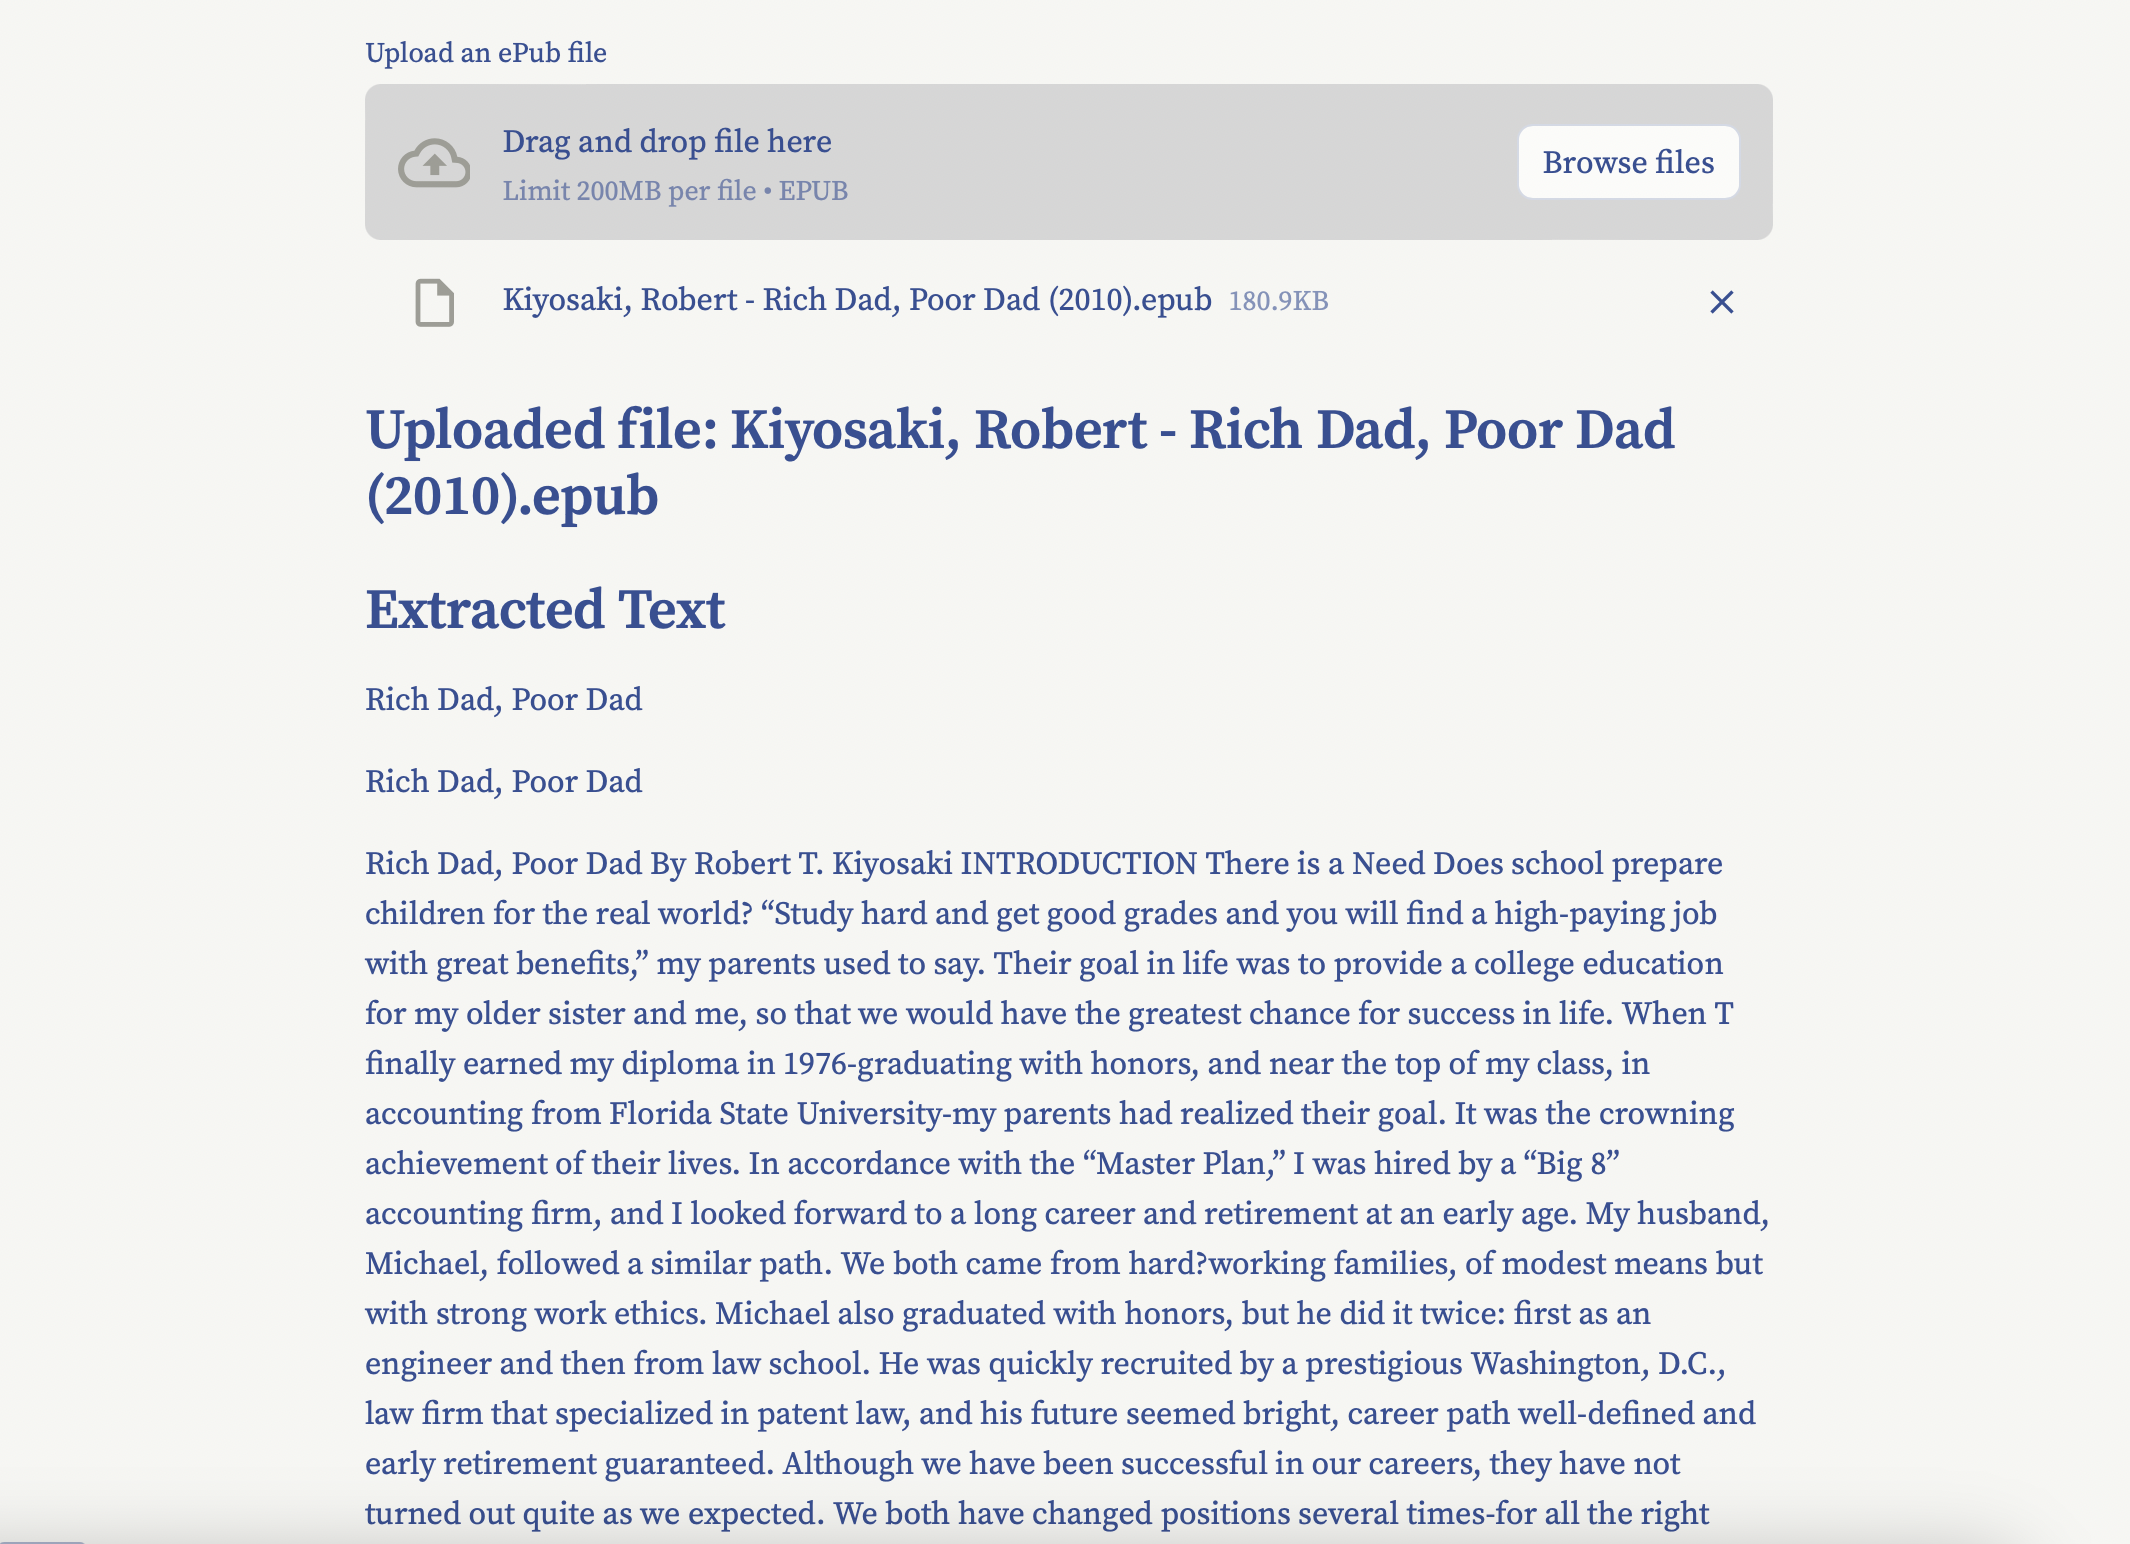 Upload an ePub file
Drag and drop file here
Limit 200MB per file • EPUB
Browse files
Kiyosaki, Robert - Rich Dad, Poor Dad (2010).epub 180.9KB
Uploaded file: Kiyosaki, Robert - Rich Dad, Poor Dad
(2010).epub
Extracted Text
Rich Dad, Poor Dad
Rich Dad, Poor Dad
Rich Dad, Poor Dad By Robert T. Kiyosaki INTRODUCTION There is a Need Does school prepare
children for the real world? “Study hard and get good grades and you will find a high-paying job
with great benefits,” my parents used to say. Their goal in life was to provide a college education
for my older sister and me, so that we would have the greatest chance for success in life. When T
finally earned my diploma in 1976-graduating with honors, and near the top of my class, in
accounting from Florida State University-my parents had realized their goal. It was the crowning
achievement of their lives. In accordance with the “Master Plan,” I was hired by a “Big 8”
accounting firm, and I looked forward to a long career and retirement at an early age. My husband,
Michael, followed a similar path. We both came from hard?working families, of modest means but
with strong work ethics. Michael also graduated with honors, but he did it twice: first as an
engineer and then from law school. He was quickly recruited by a prestigious Washington, D.C.,
law firm that specialized in patent law, and his future seemed bright, career path well-defined and
early retirement guaranteed. Although we have been successful in our careers, they have not
turned out quite as we expected. We both have changed positions several times-for all the right